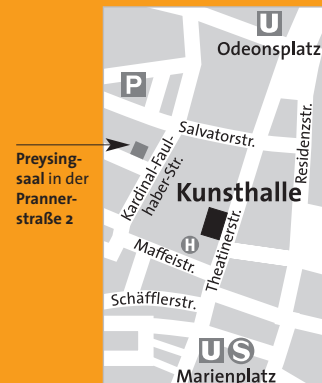 U
Odeonsplatz
P
Salvatorstr.
Residenzstr.
Preysing-
saal in der
Pranner-
straße 2
Kardinal-Faul-
haber-Str.
Kunsthalle
H
Theatinerstr.
Maffeistr.
Schäfflerstr.
U S
Marienplatz